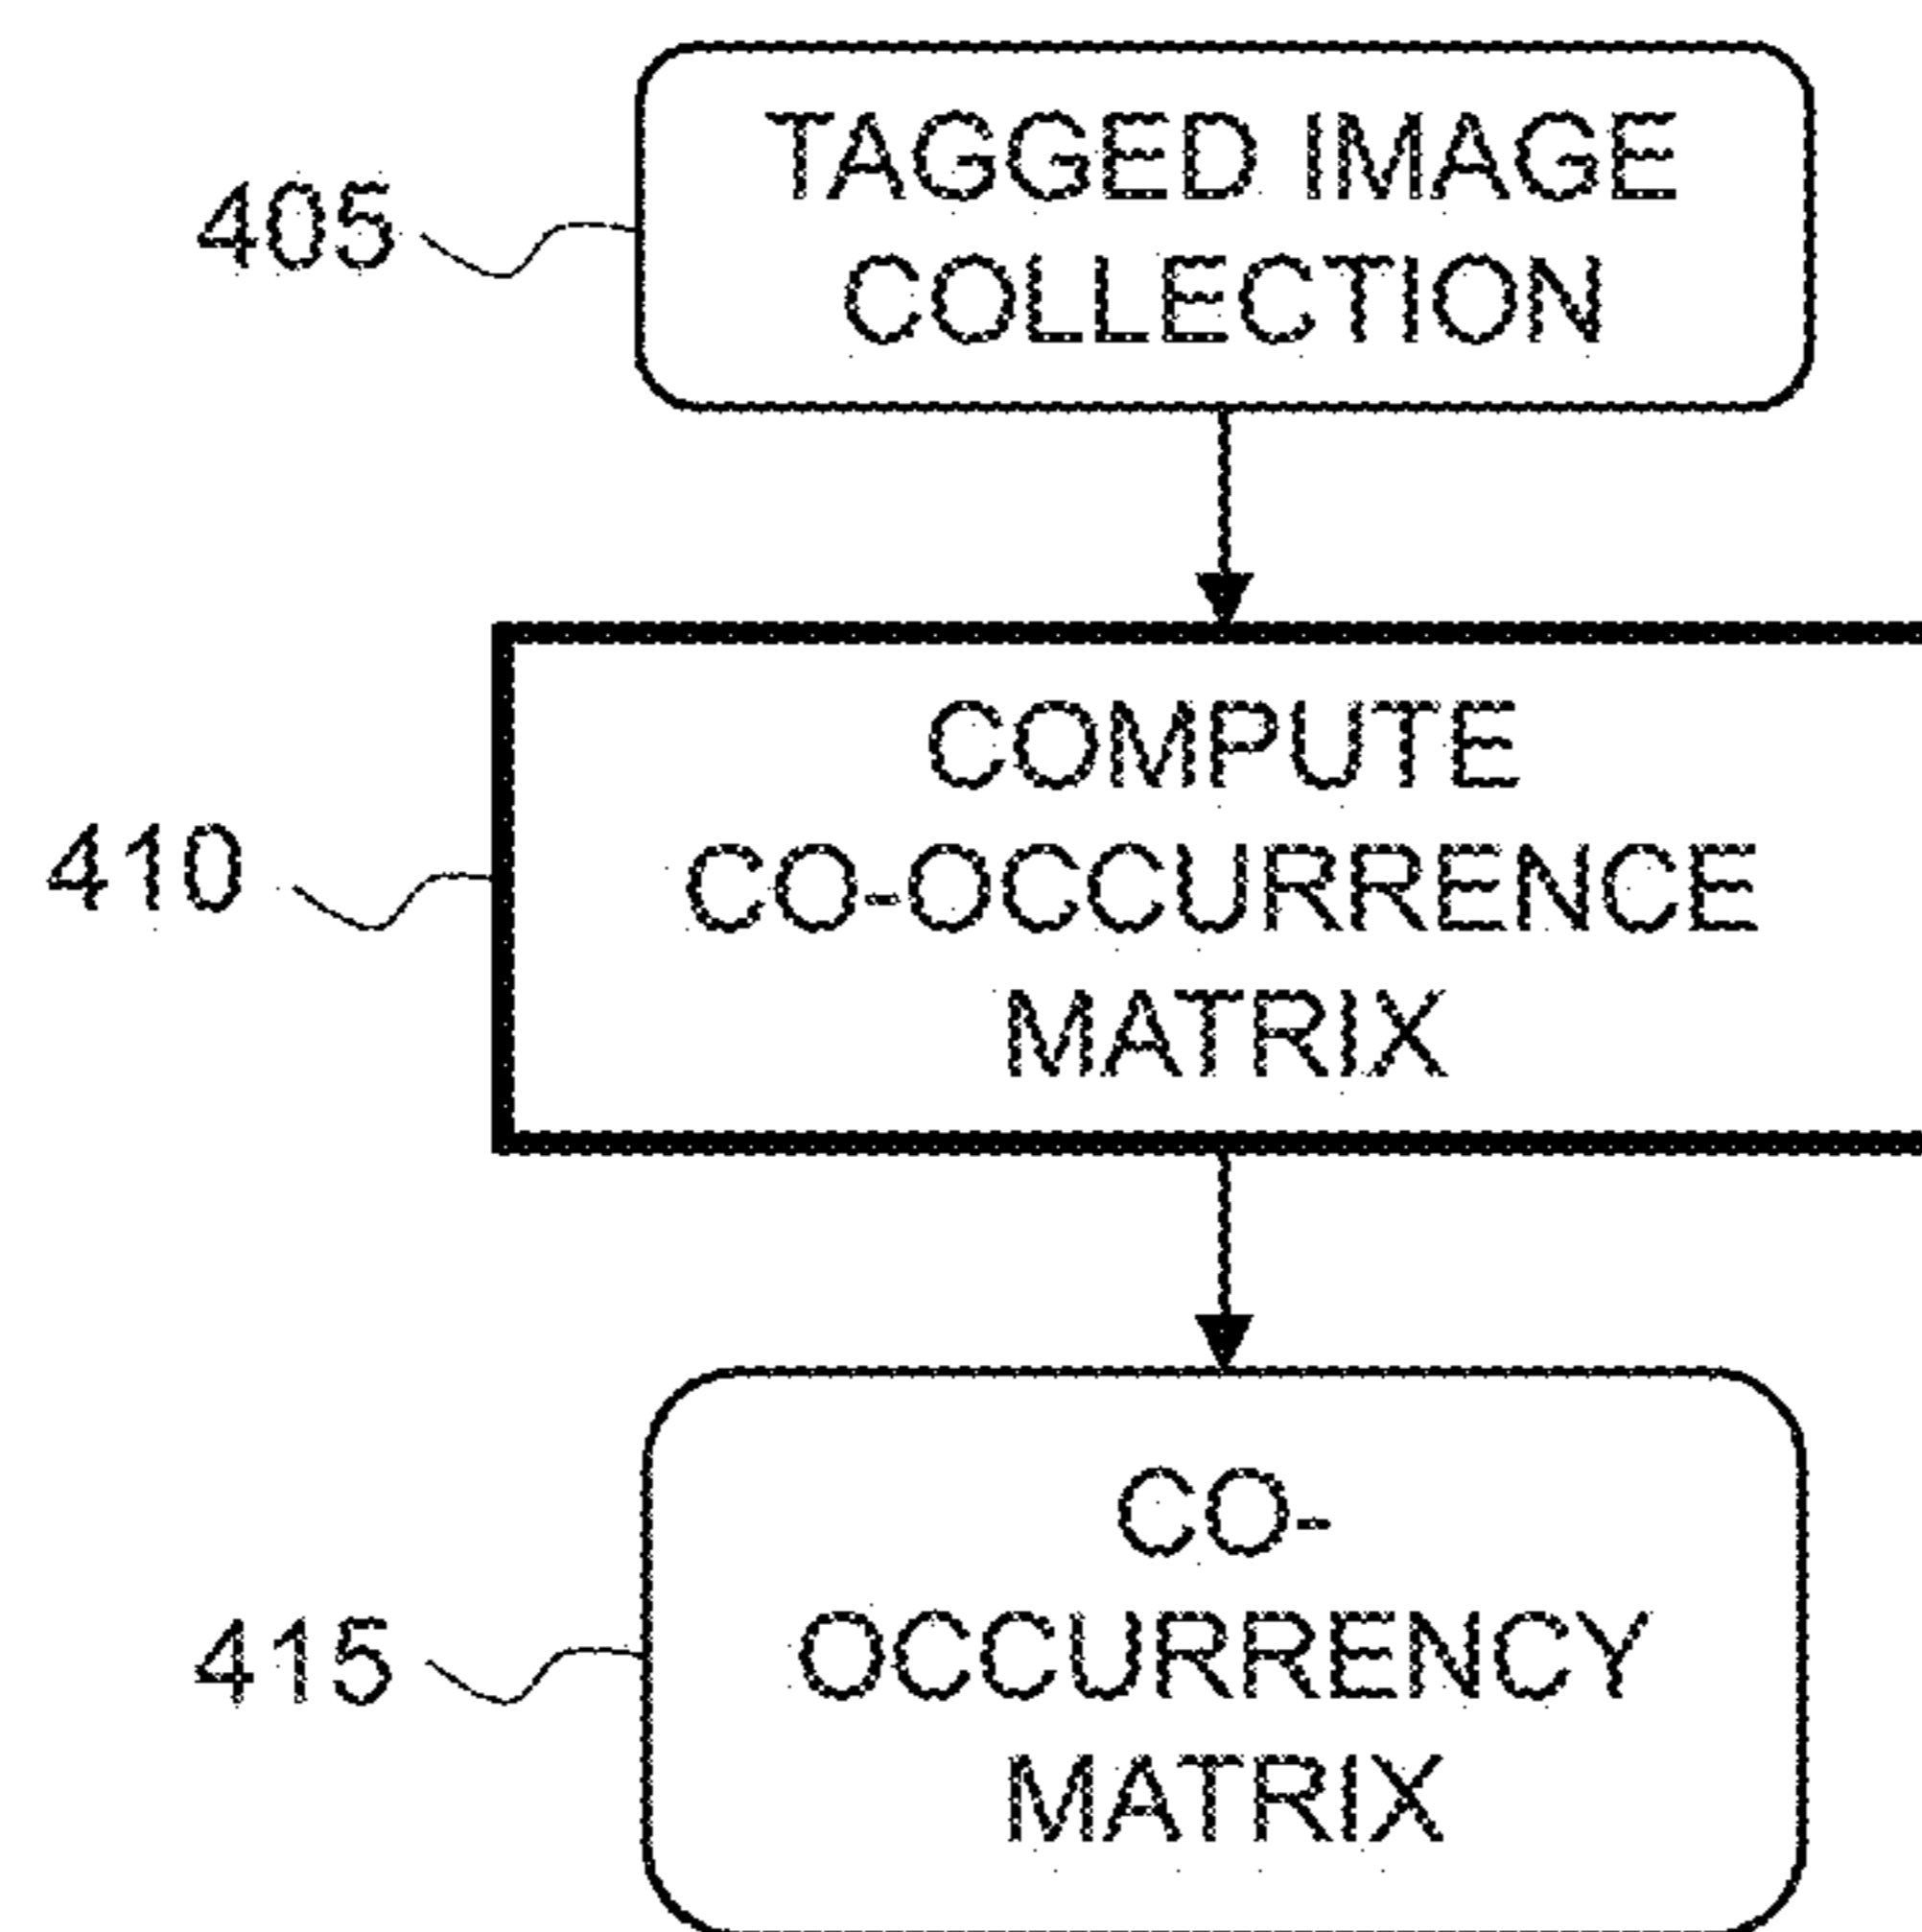 405
TAGGED IMAGE
COLLECTION
410
COMPUTE
CO-OCCURRENCE
MATRIX
415
CO-
OCCURRENCY
MATRIX